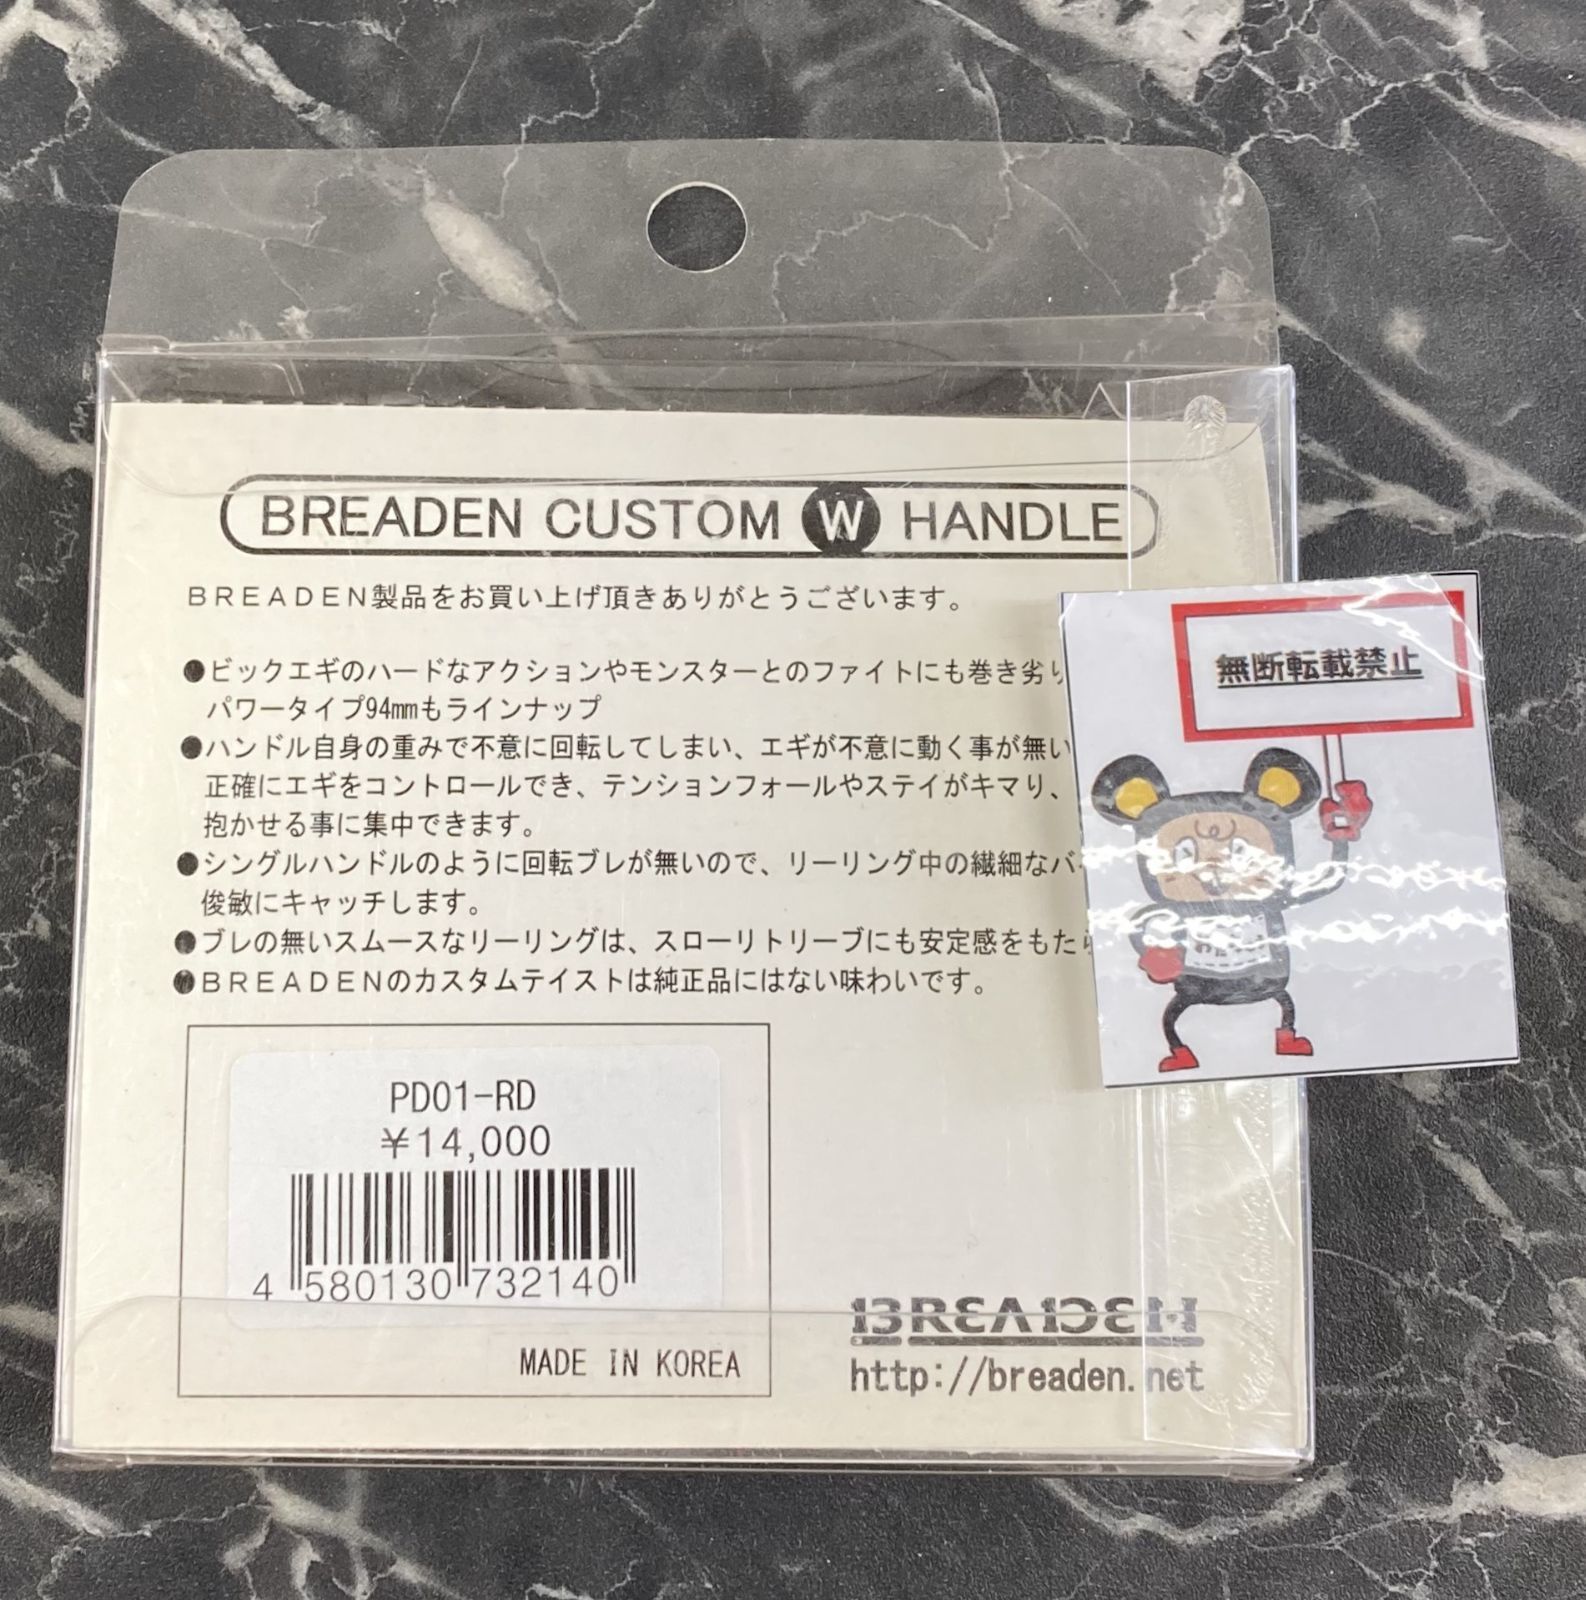 BREADEN CUSTOM W HANDLE
BREADEN製品をお買い上げ頂きありがとうございます。
●ビックエギのハードなアクションやモンスターとのファイトにも巻き劣り
パワータイプ94mmもラインナップ
●ハンドル自身の重みで不意に回転してしまい、エギが不意に動く事が無い
正確にエギをコントロールでき、テンションフォールやステイがキマり、
抱かせる事に集中できます。
●シングルハンドルのように回転ブレが無いので、リーリング中の繊細なバ
俊敏にキャッチします。
●ブレの無いスムースなリーリングは、スローリトリーブにも安定感をもたら
●BREADENのカスタムテイストは純正品にはない味わいです。
無断転載禁止
PD01-RD
¥14,000
4 580130 732140
MADE IN KOREA
BREADEN
http://breaden.net